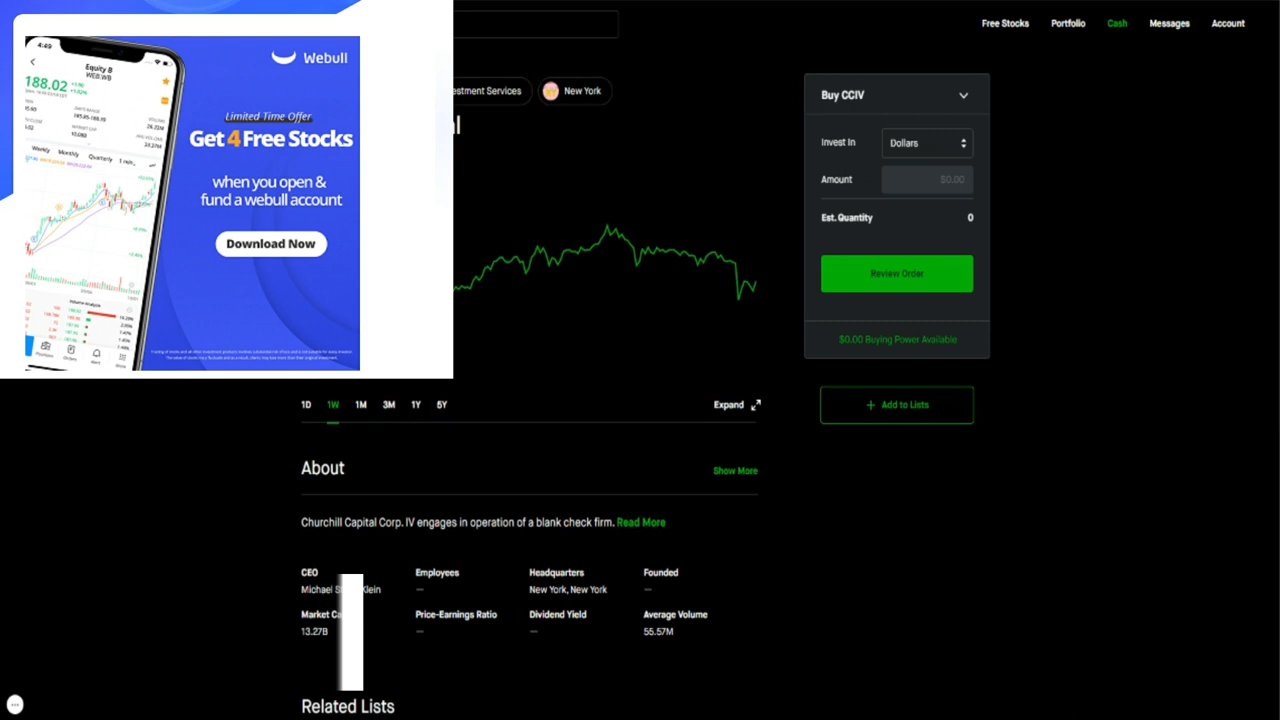 Free Stocks
Portfolio
Cash
Messages
Account
4:49
Equity B
WEB:WB
188.02
Weekly
Monthly
Quarterly
Webull
Limited Time Offer
Get 4 Free Stocks
when you open &
fund a webull account
Download Now
New York
Buy CCIV
Invest In
Dollars
Amount
$0.00
Est. Quantity
0
Review Order
$0.00 Buying Power Available
+ Add to Lists
1D
1W
1M
3M
1Y
5Y
Expand
About
Show More
Churchill Capital Corp. IV engages in operation of a blank check firm. Read More
CEO
Employees
Headquarters
Founded
Michael
—
New York, New York
—
Market
Price-Earnings Ratio
Dividend Yield
Average Volume
13.27B
—
—
55.57M
Related Lists